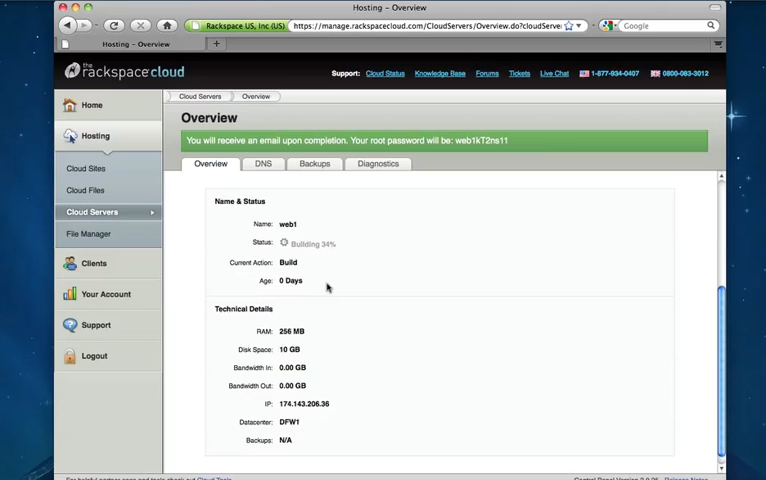 Hosting - Overview
Rackspace US, Inc (US) https://manage.rackspacecloud.com/CloudServers/Overview.do?cloudServe Google
Hosting - Overview
the rackspacecloud
Support: Cloud Status Knowledge Base Forums Tickets Live Chat 1-877-934-0407 0800-083-3012
Home
Hosting
Cloud Sites
Cloud Files
Cloud Servers
File Manager
Clients
Your Account
Support
Logout
Cloud Servers Overview
Overview
You will receive an email upon completion. Your root password will be: web1kT2ns11
Overview DNS Backups Diagnostics
Name & Status
Name: web1
Status: Building 34%
Current Action: Build
Age: 0 Days
Technical Details
RAM: 256 MB
Disk Space: 10 GB
Bandwidth In: 0.00 GB
Bandwidth Out: 0.00 GB
IP: 174.143.206.36
Datacenter: DFW1
Backups: N/A